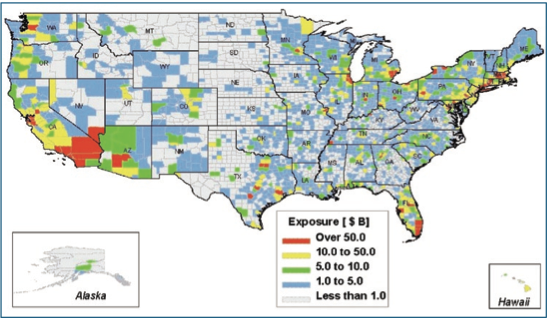 WA
MT
ND
MN
ME
OR
ID
SD
WI
MI
NY
NH
WY
NE
IA
PA
NV
UT
CO
KS
MO
IL
IN
OH
WV
VA
CA
AZ
NM
OK
AR
TN
KY
NC
SC
TX
LA
MS
AL
GA
FL
Exposure [ $ B]
Over 50.0
10.0 to 50.0
5.0 to 10.0
1.0 to 5.0
Less than 1.0
Alaska
Hawaii